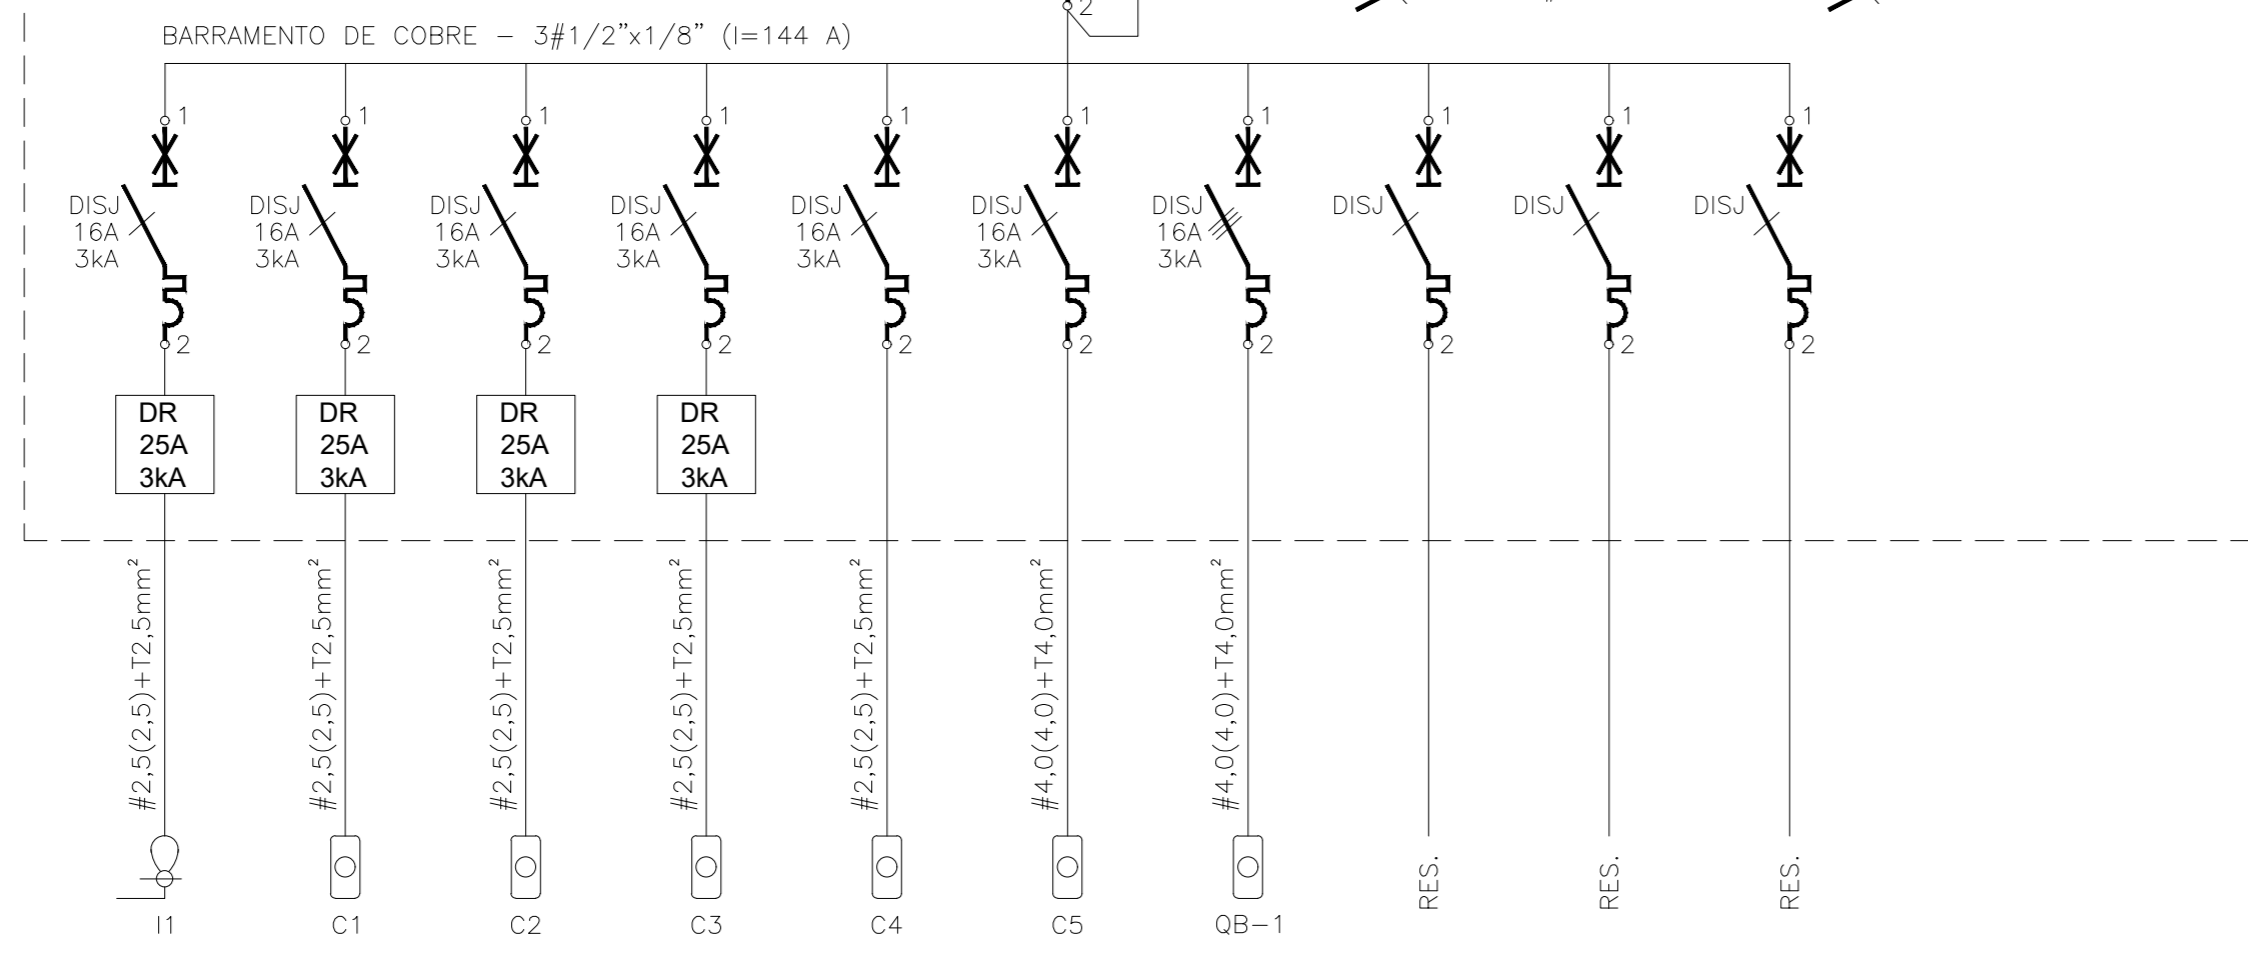 2
BARRAMENTO DE COBRE - 3#1/2"x1/8" (I=144 A)
1 1 1 1 1 1 1 1 1 1
DISJ DISJ DISJ DISJ DISJ DISJ DISJ DISJ DISJ DISJ
16A 16A 16A 16A 16A 16A 16A
3kA 3kA 3kA 3kA 3kA 3kA 3kA
2 2 2 2 2 2 2 2 2 2
DR DR DR DR
25A 25A 25A 25A
3kA 3kA 3kA 3kA
#2,5(2,5)+T2,5mm²
#2,5(2,5)+T2,5mm²
#2,5(2,5)+T2,5mm²
#2,5(2,5)+T2,5mm²
#2,5(2,5)+T2,5mm²
#4,0(4,0)+T4,0mm²
#4,0(4,0)+T4,0mm²
RES.
RES.
RES.
I1 C1 C2 C3 C4 C5 QB-1